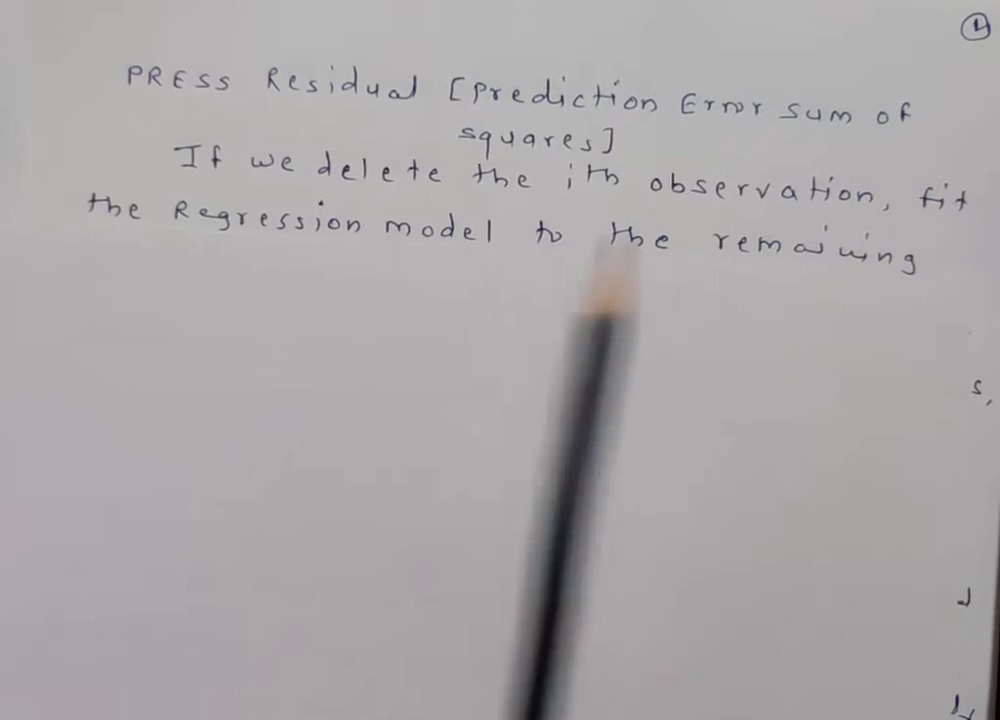 PRESS Residual [Prediction Error sum of
squares]
If we delete the ith observation, fit
the Regression model to the remaining
s,